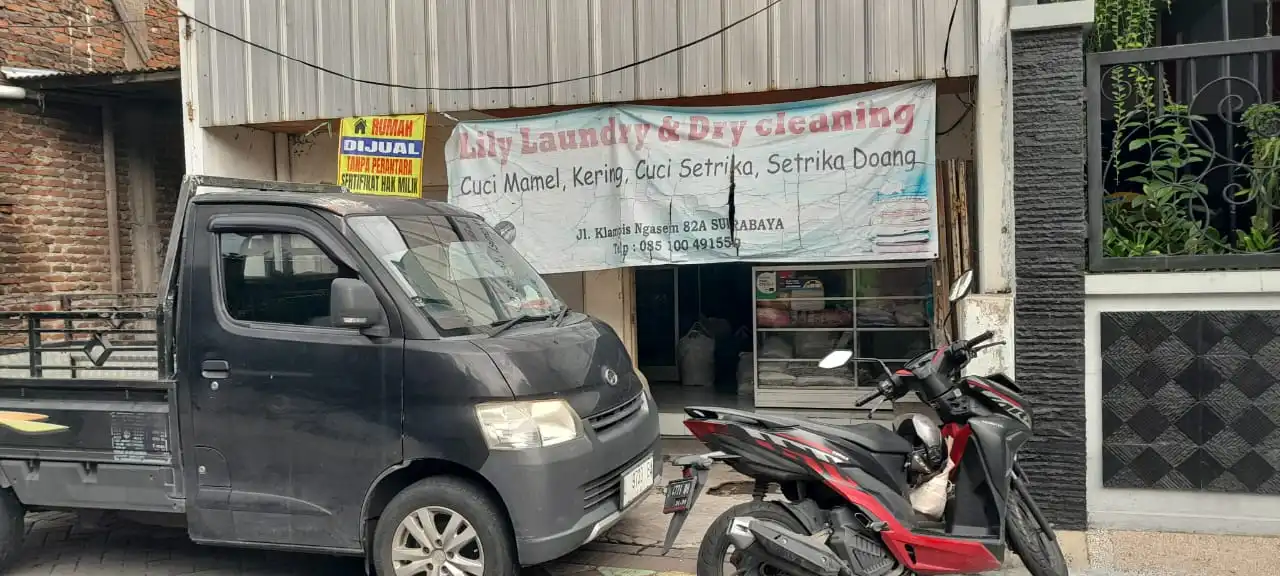 RUMAH
DIJUAL
TANPA PERANTARA
SERTIFIKAT HAK MILIK
Lily Laundry & Dry cleaning
Cuci Mamel, Kering, Cuci Setrika, Setrika Doang
Jl. Klampis Ngasem 82A SURABAYA
Telp : 085 100 491559